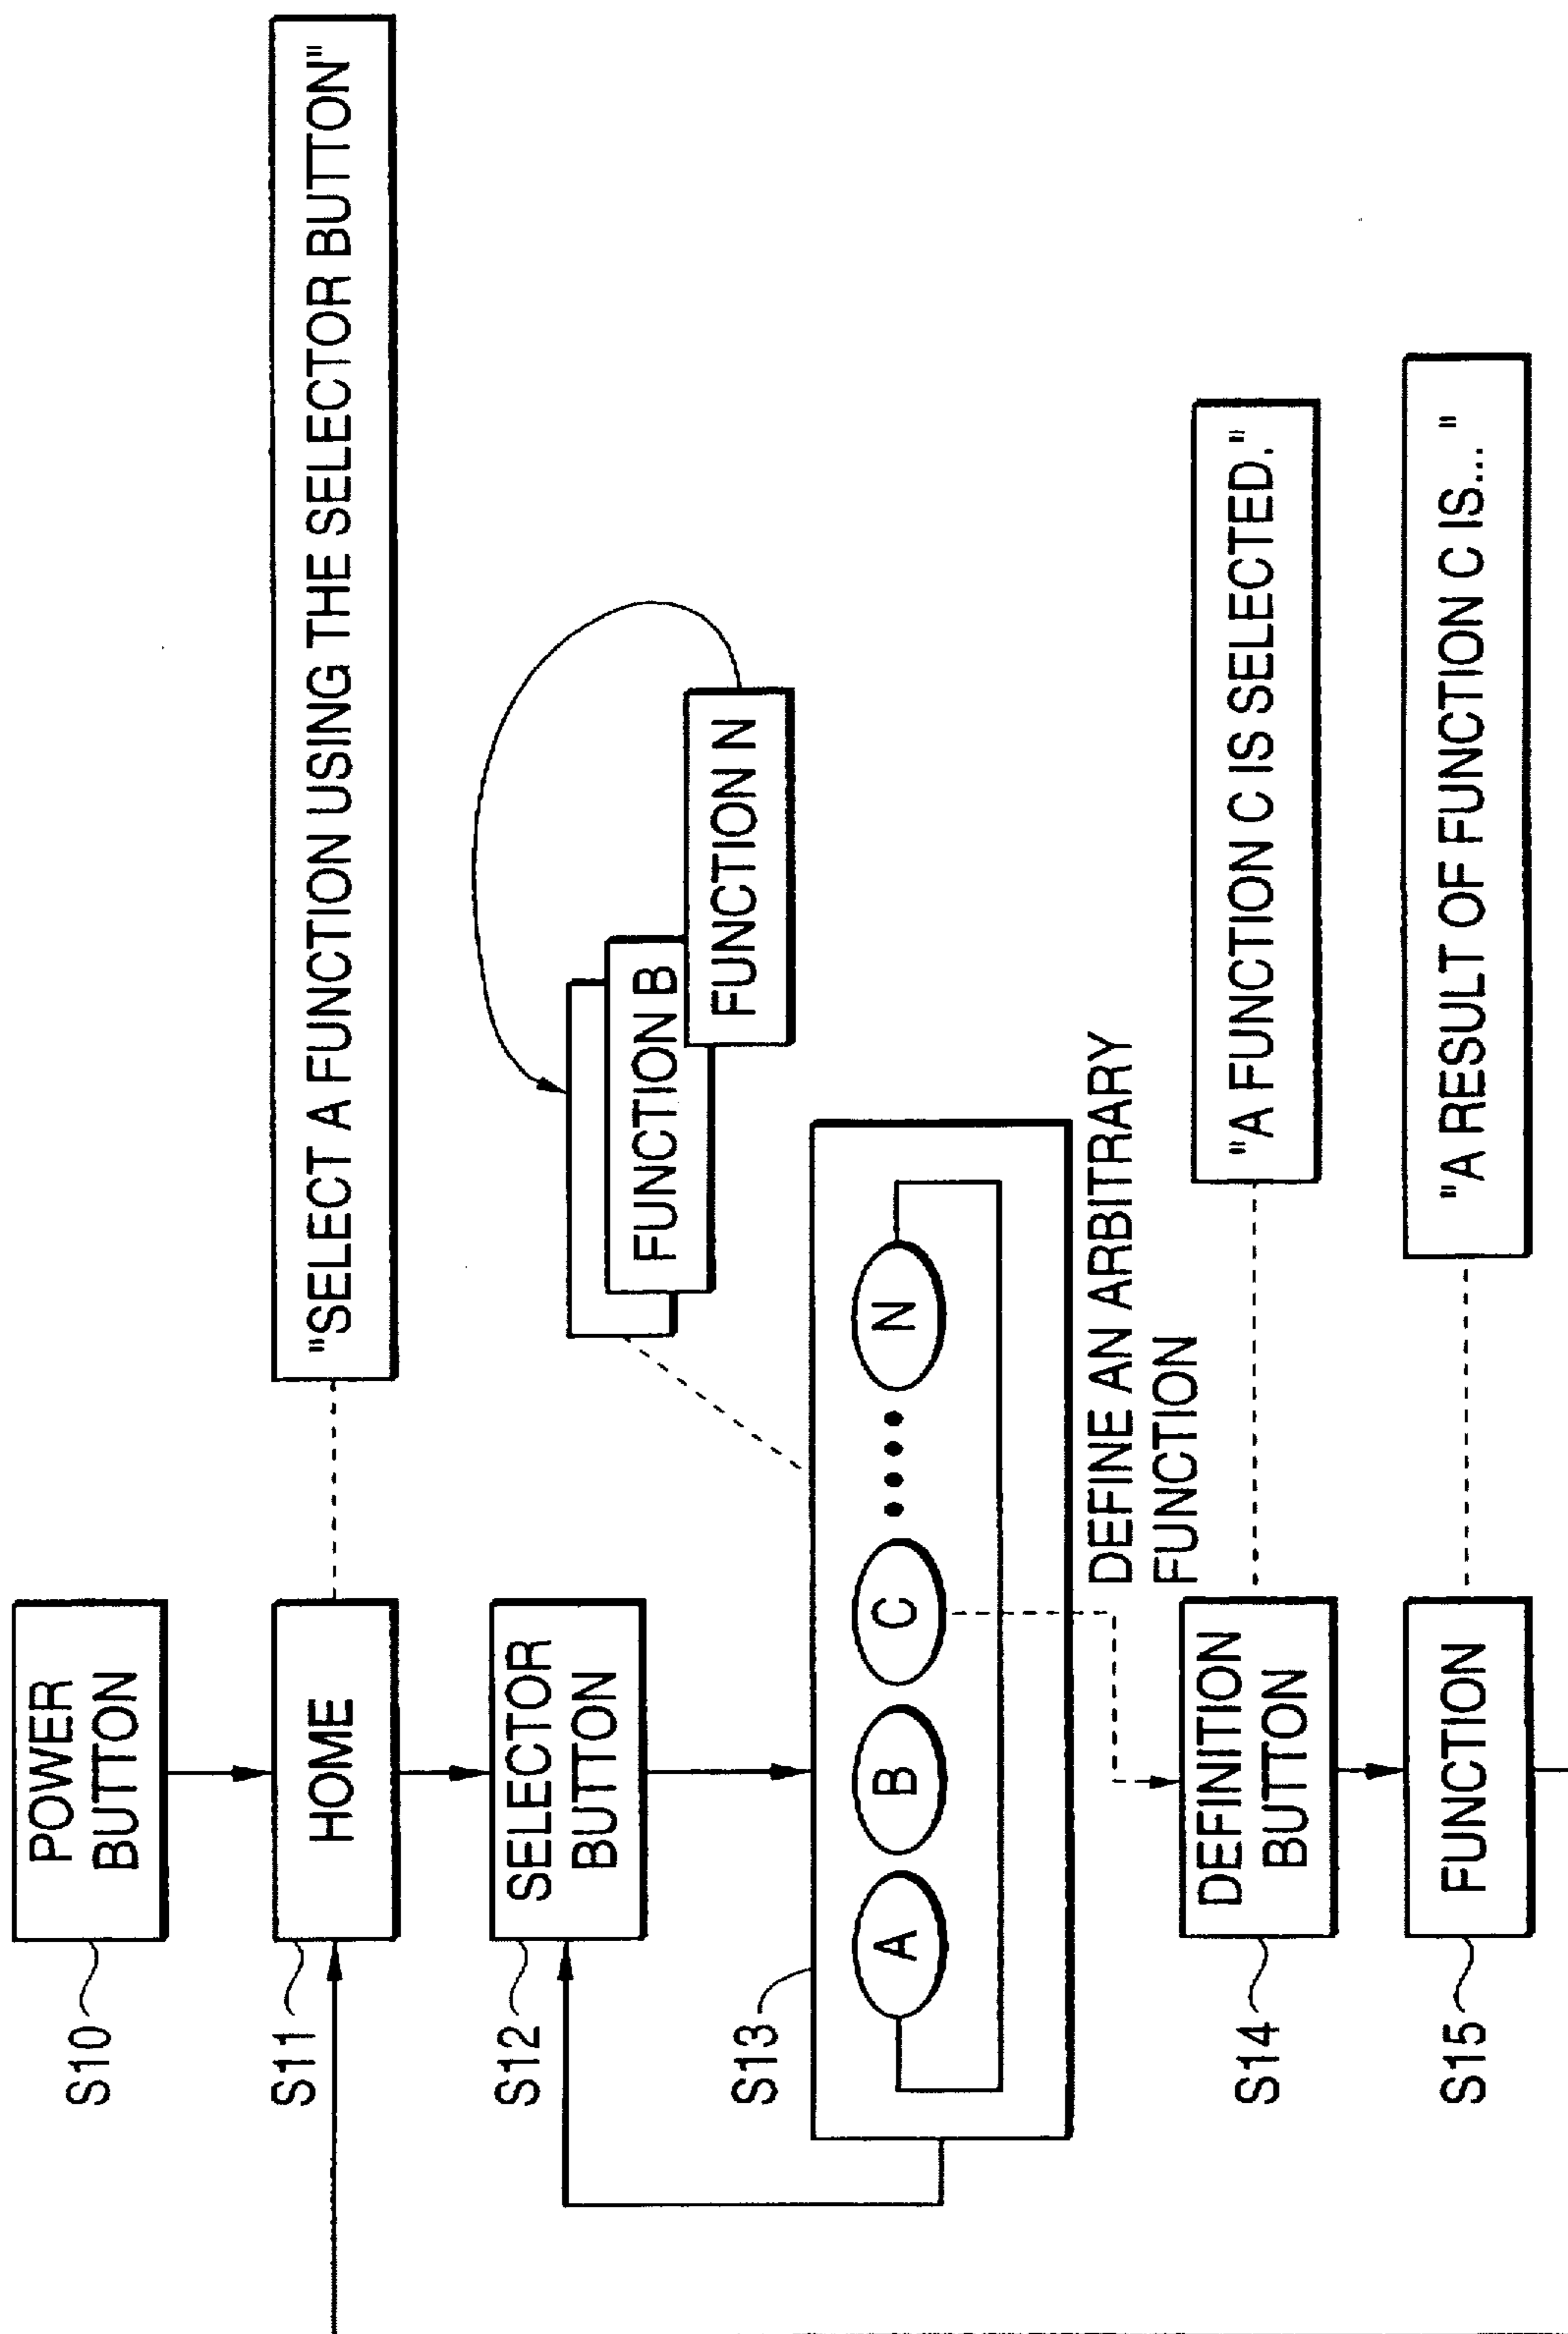 S10
POWER
BUTTON
S11
HOME
"SELECT A FUNCTION USING THE SELECTOR BUTTON"
S12
SELECTOR
BUTTON
FUNCTION B
FUNCTION N
S13
A
B
C
N
DEFINE AN ARBITRARY
FUNCTION
S14
DEFINITION
BUTTON
"A FUNCTION C IS SELECTED."
S15
FUNCTION
"A RESULT OF FUNCTION C IS... "